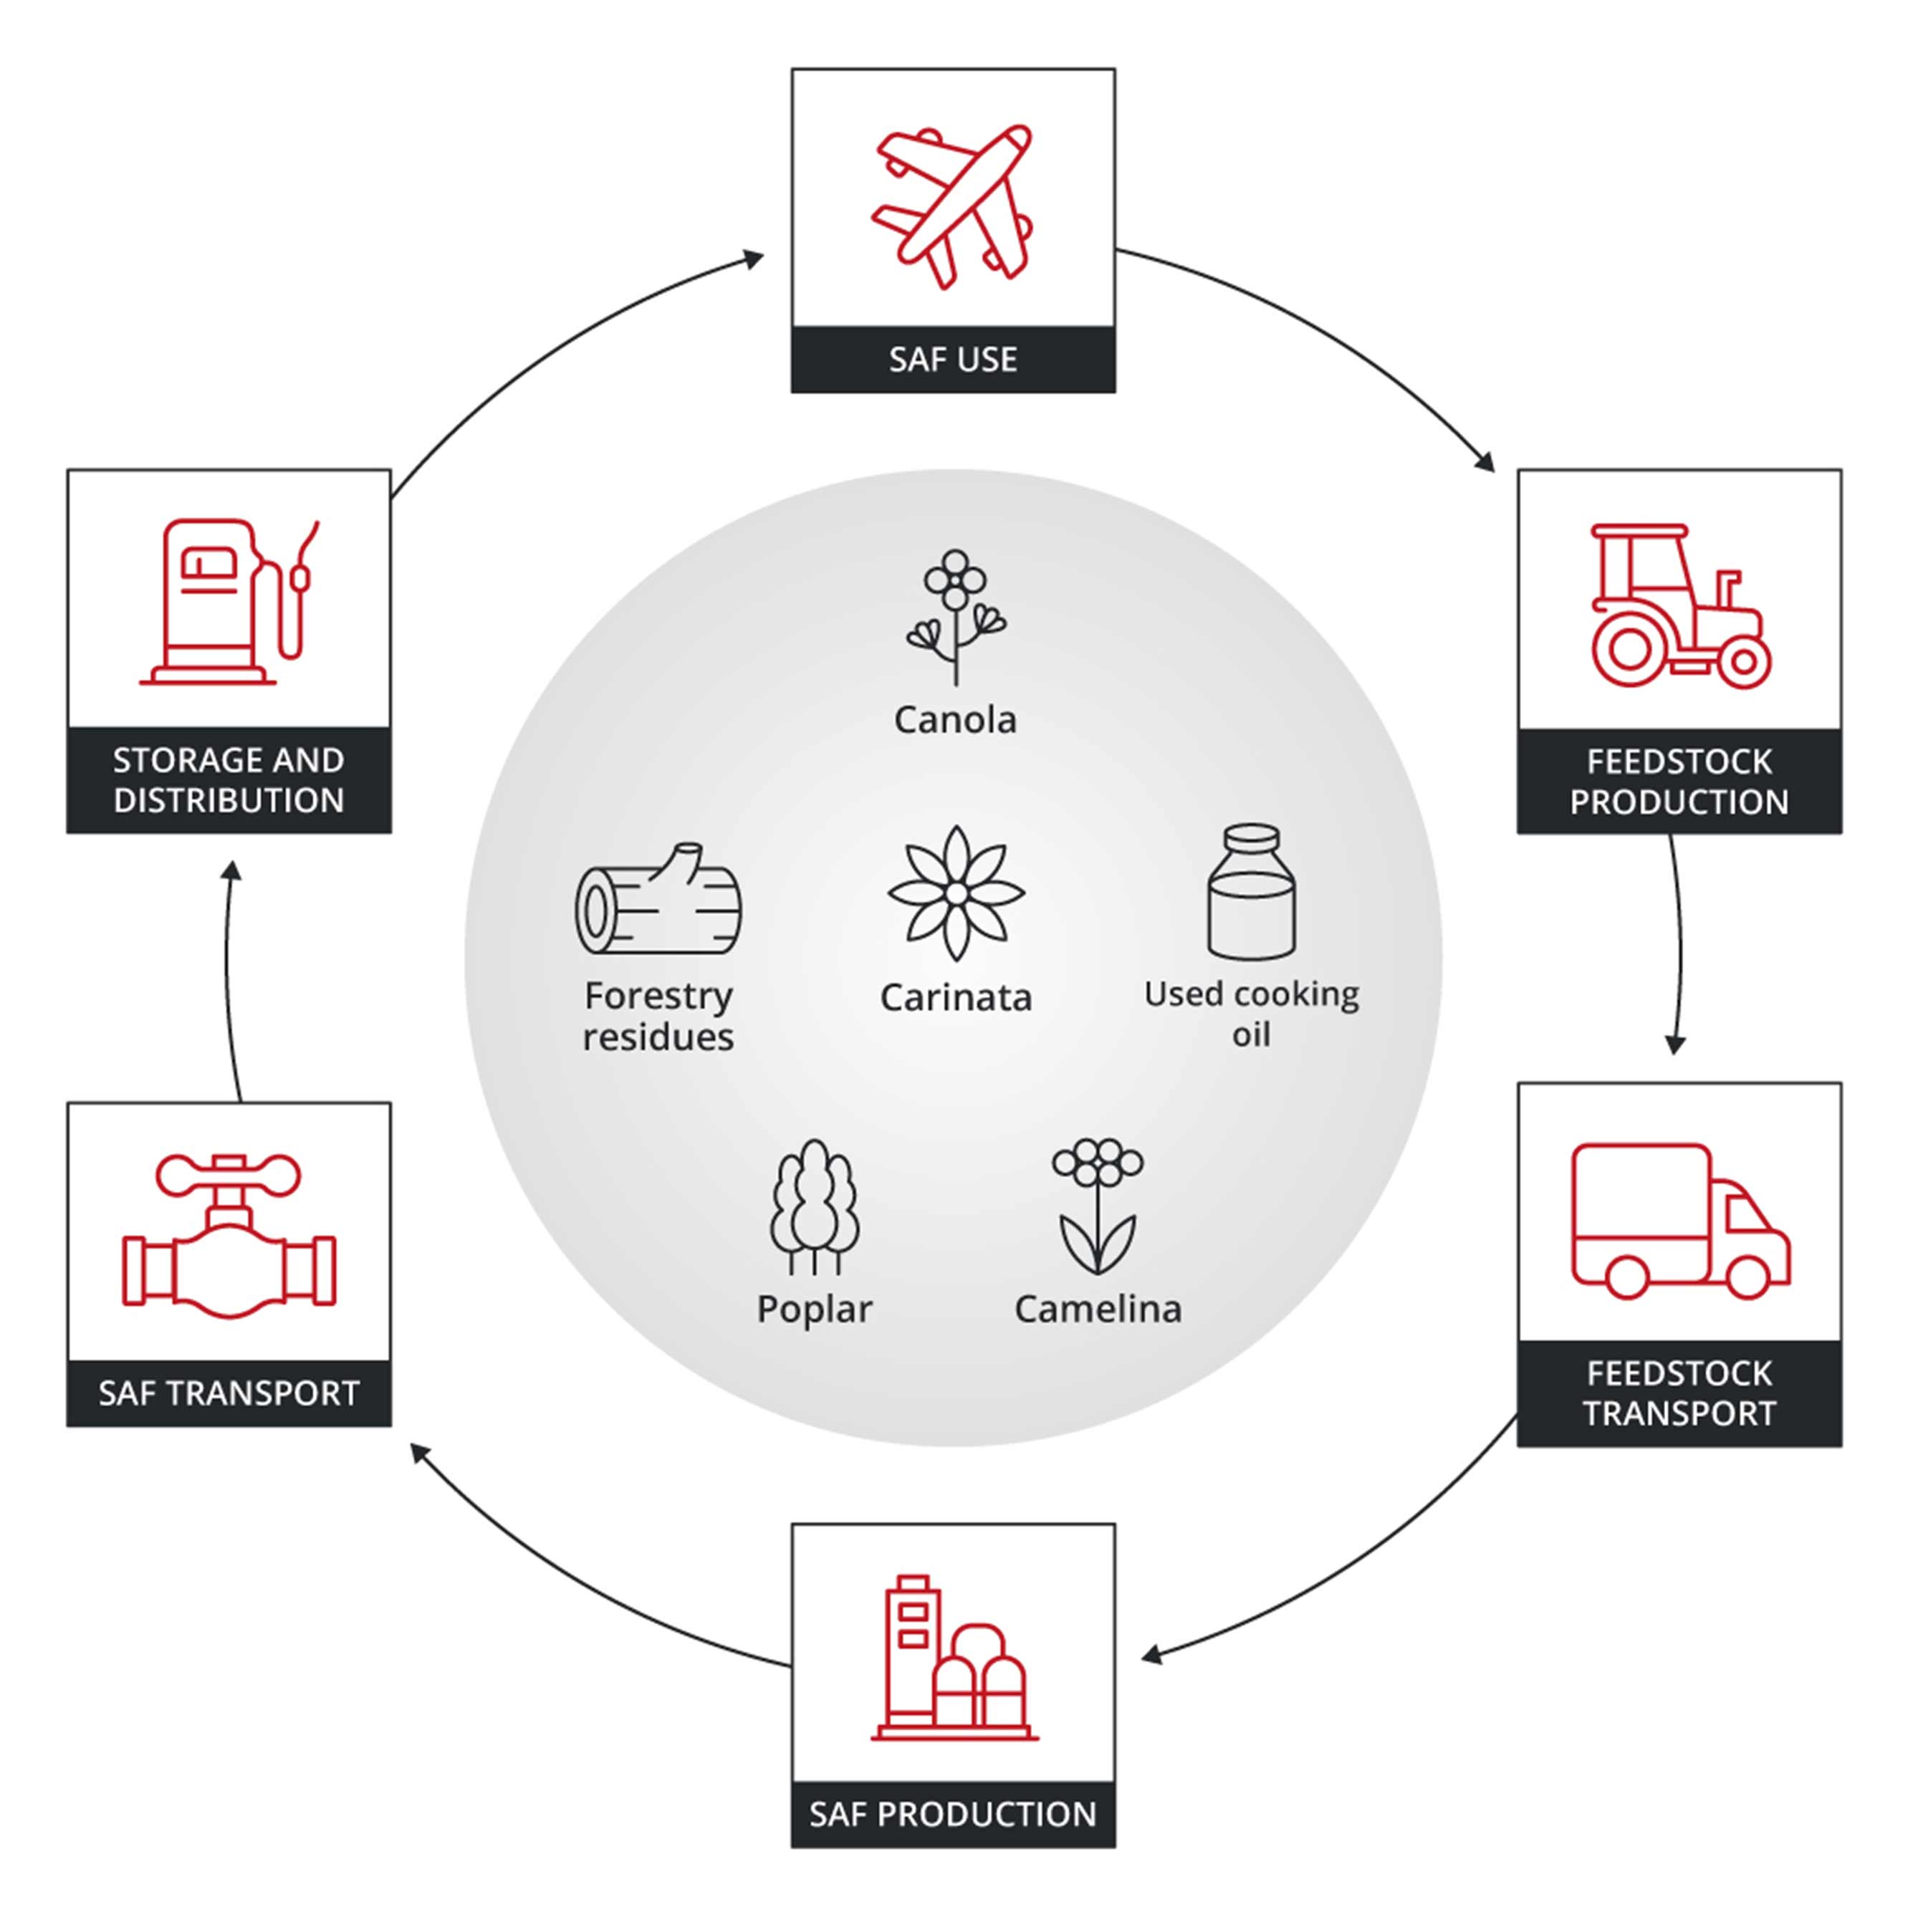 SAF USE
STORAGE AND
DISTRIBUTION
FEEDSTOCK
PRODUCTION
Canola
Forestry
residues
Carinata
Used cooking
oil
Poplar
Camelina
SAF TRANSPORT
FEEDSTOCK
TRANSPORT
SAF PRODUCTION